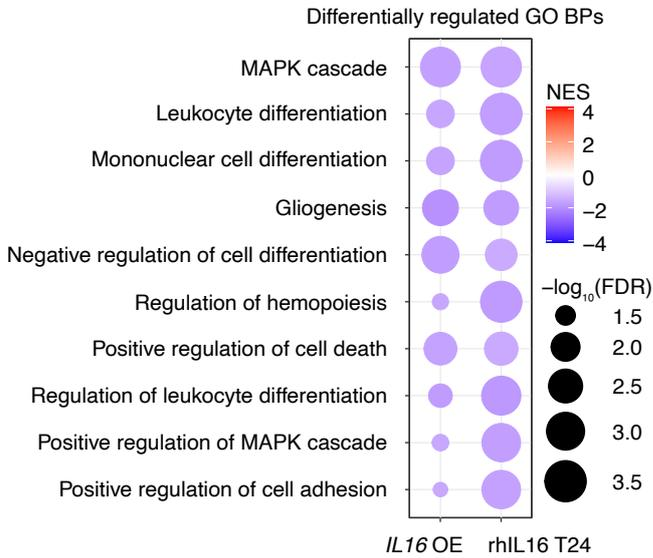 Differentially regulated GO BPs
MAPK cascade
Leukocyte differentiation
Mononuclear cell differentiation
Gliogenesis
Negative regulation of cell differentiation
Regulation of hemopoiesis
Positive regulation of cell death
Regulation of leukocyte differentiation
Positive regulation of MAPK cascade
Positive regulation of cell adhesion
IL16 OE
rhIL16 T24
NES
4
2
0
−2
−4
−log10(FDR)
1.5
2.0
2.5
3.0
3.5